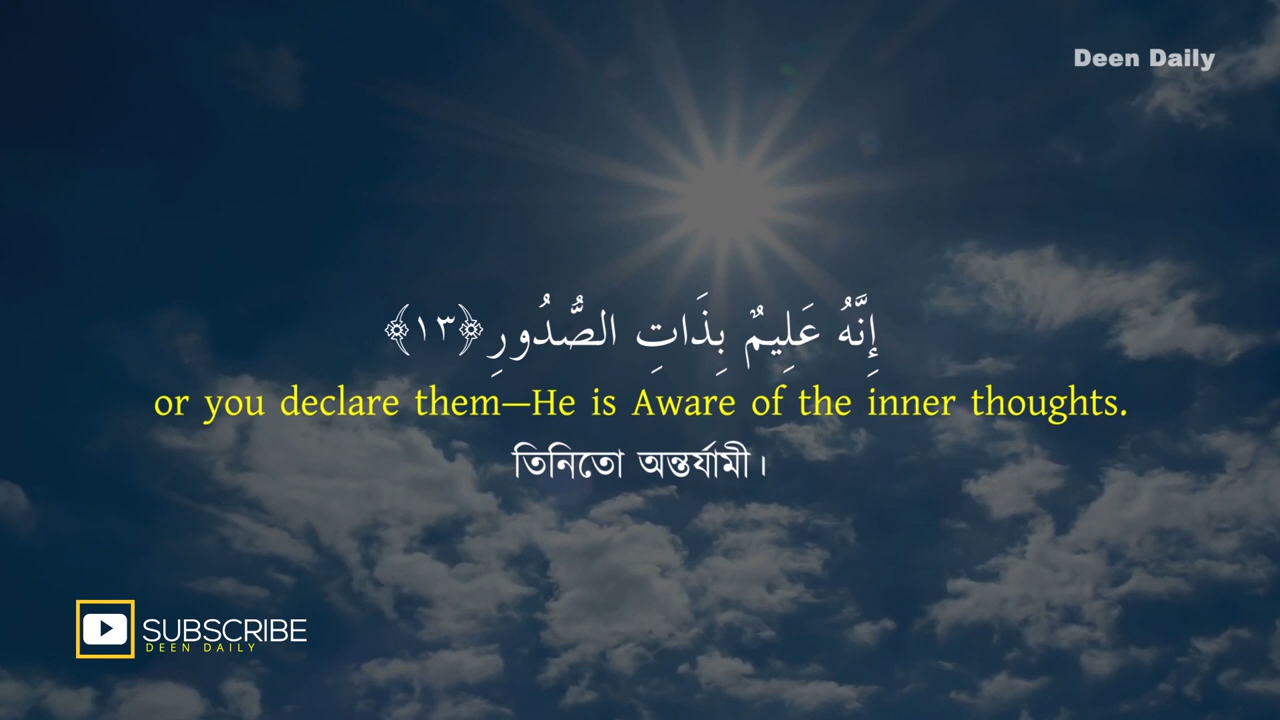 Deen Daily
إِنَّهُ عَلِيمٌ بِذَاتِ الصُّدُورِ ﴿١٣﴾
or you declare them—He is Aware of the inner thoughts.
তিনিতো অন্তর্যামী।
SUBSCRIBE
DEEN DAILY